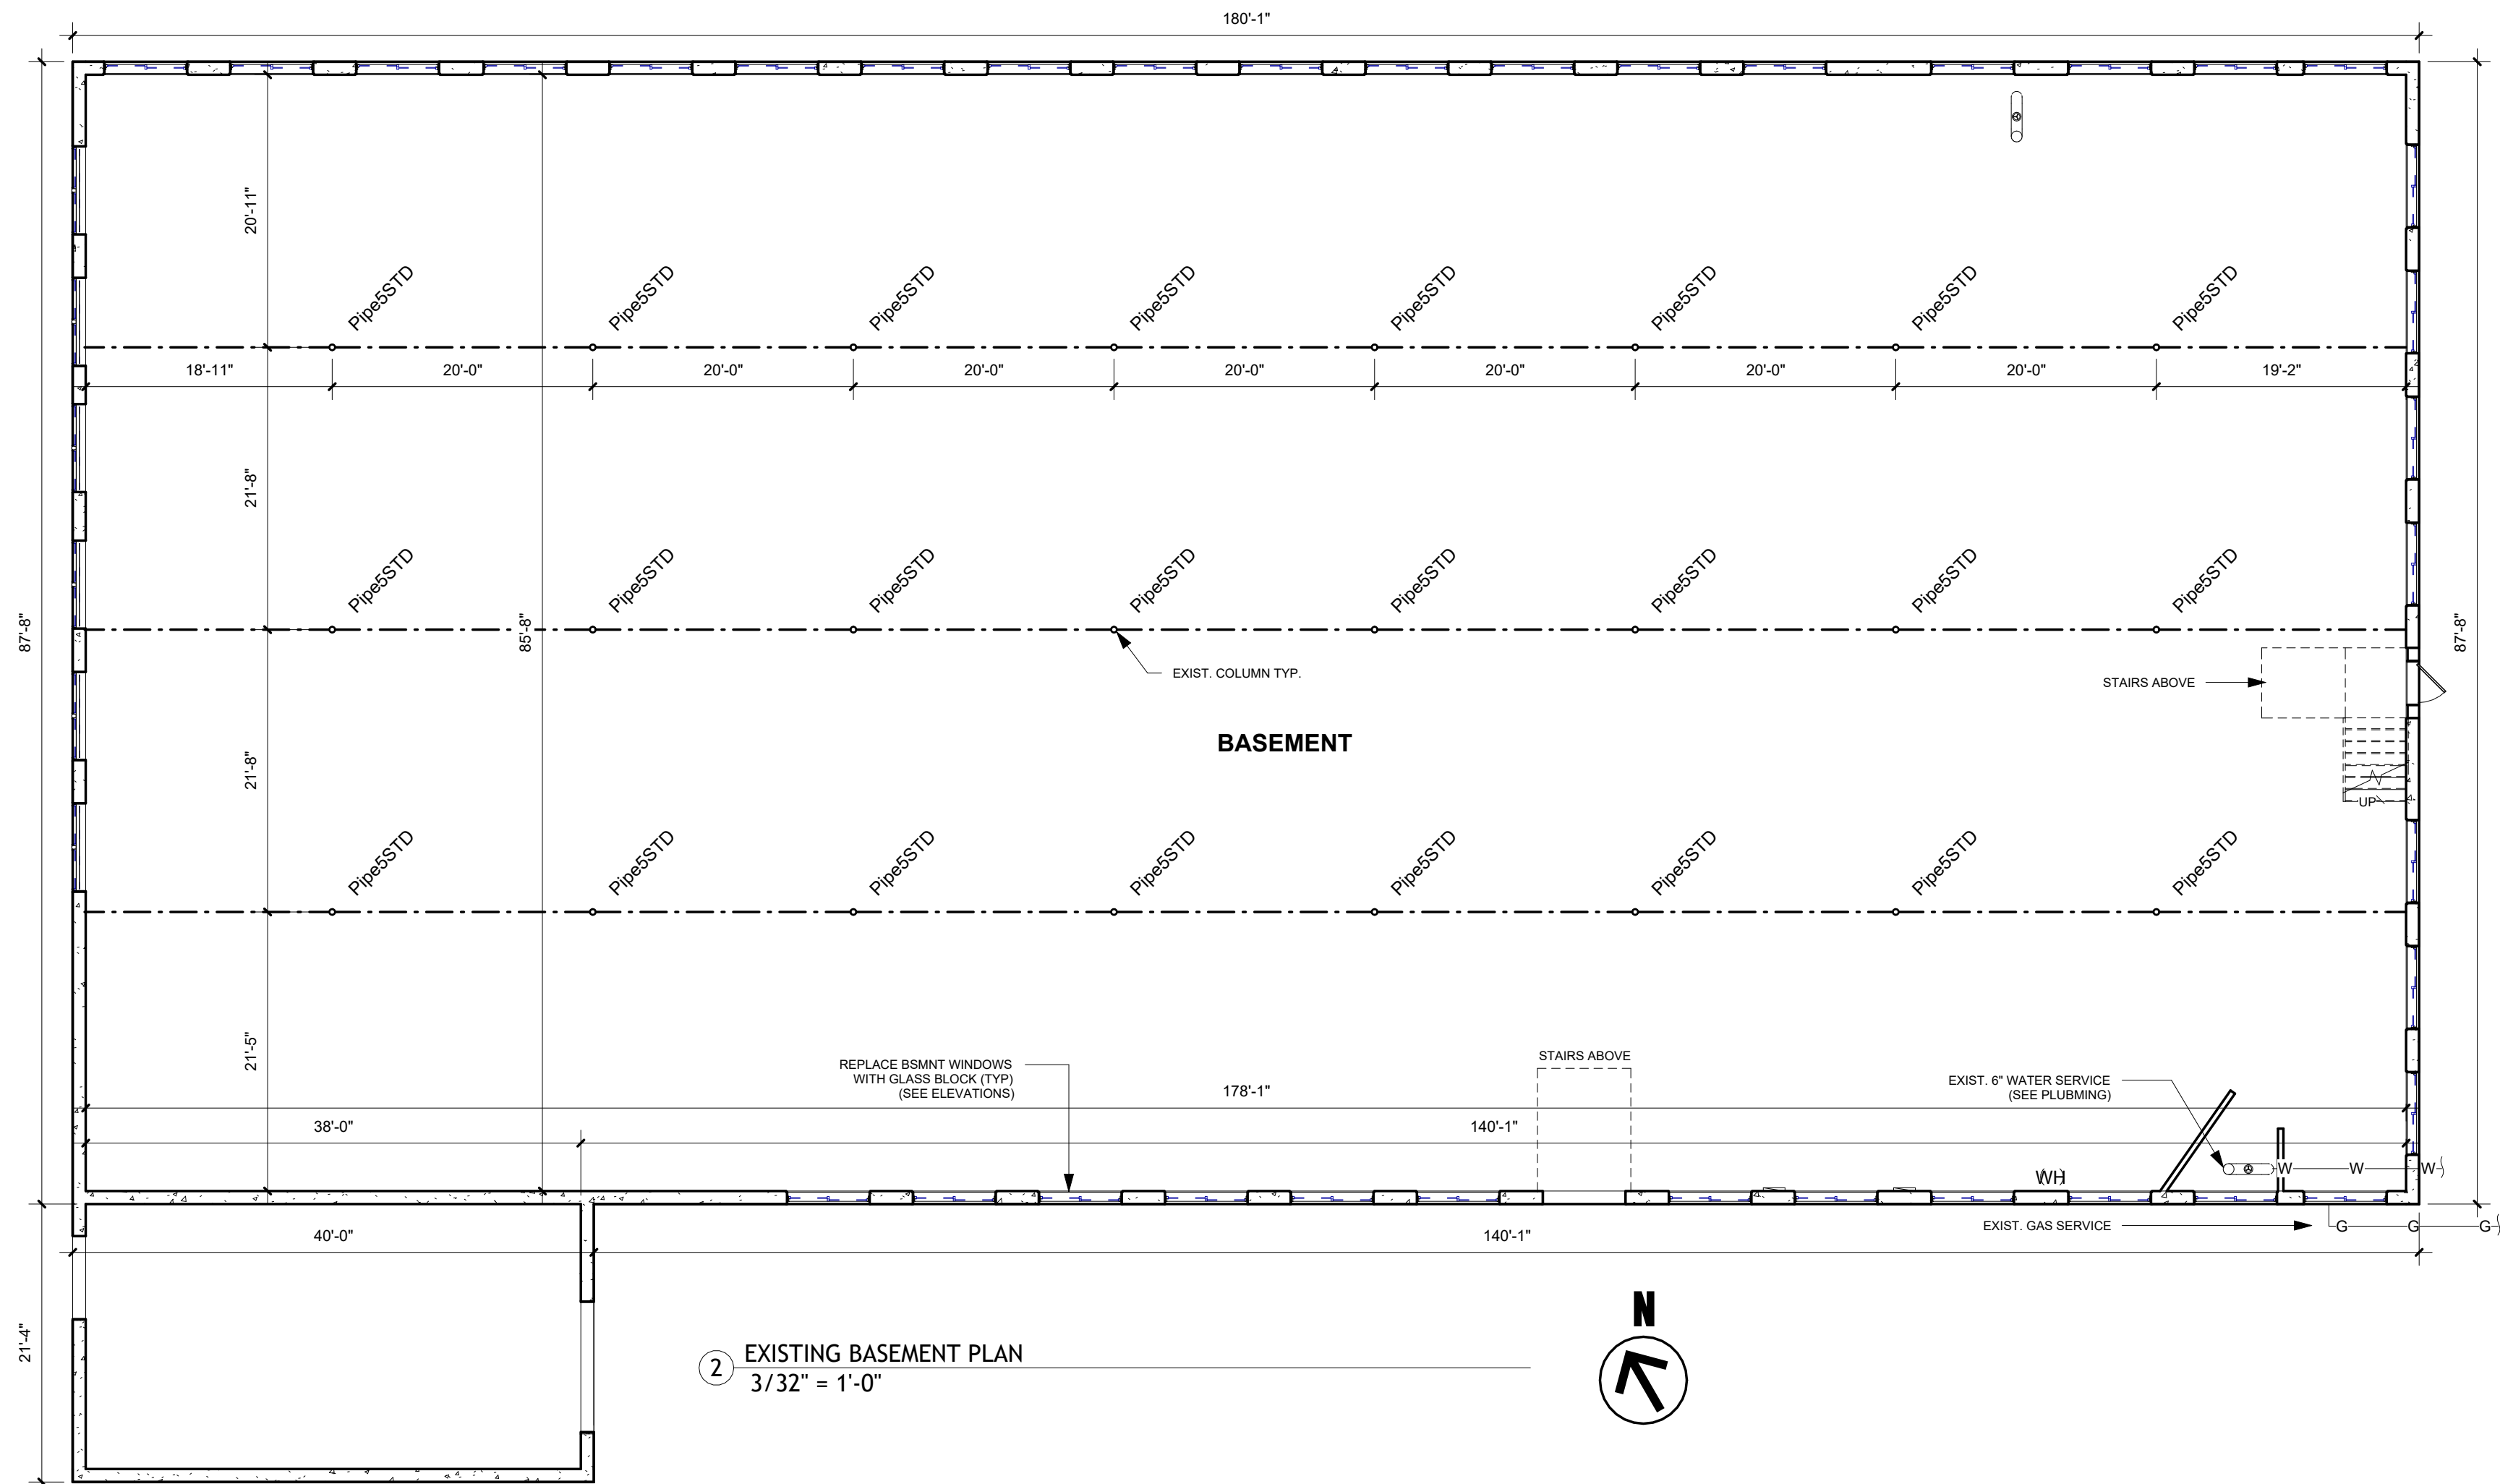 180'-1"
20'-11"
Pipe5STD Pipe5STD Pipe5STD Pipe5STD Pipe5STD Pipe5STD Pipe5STD Pipe5STD
18'-11" 20'-0" 20'-0" 20'-0" 20'-0" 20'-0" 20'-0" 20'-0" 19'-2"
21'-8"
Pipe5STD Pipe5STD Pipe5STD Pipe5STD Pipe5STD Pipe5STD Pipe5STD Pipe5STD
87'-8" 85'-8" 87'-8"
EXIST. COLUMN TYP.
STAIRS ABOVE
BASEMENT
21'-8"
UP
Pipe5STD Pipe5STD Pipe5STD Pipe5STD Pipe5STD Pipe5STD Pipe5STD Pipe5STD
21'-5"
REPLACE BSMNT WINDOWS
WITH GLASS BLOCK (TYP)
(SEE ELEVATIONS)
STAIRS ABOVE
EXIST. 6" WATER SERVICE
(SEE PLUBMING)
178'-1"
38'-0" 140'-1"
WH W W W
EXIST. GAS SERVICE G G G
40'-0" 140'-1"
21'-4"
N
2 EXISTING BASEMENT PLAN
3/32" = 1'-0"